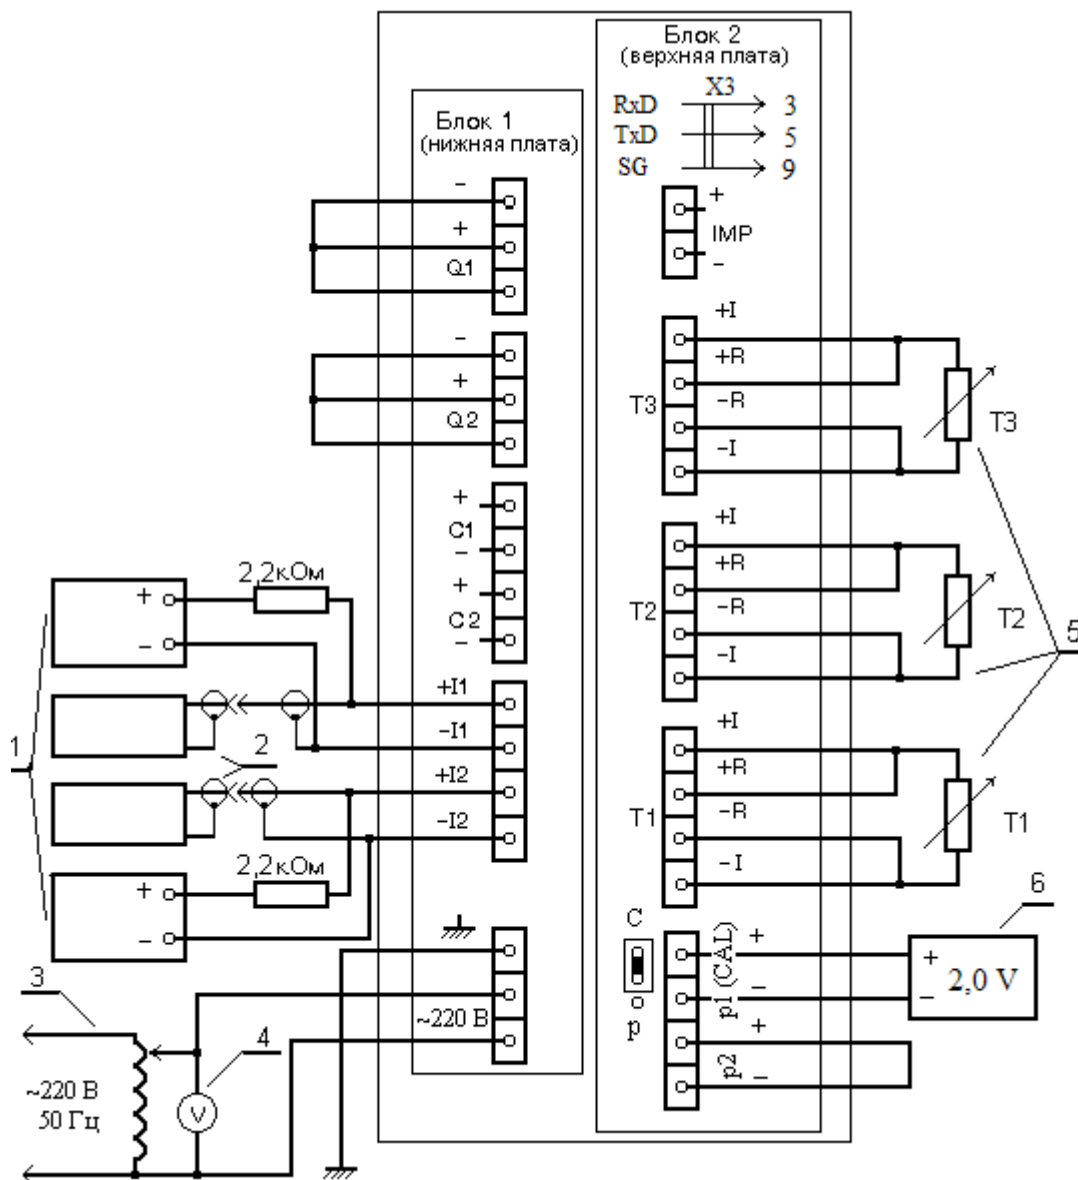 Блок 2
(верхняя плата)
X3
RxD 3
TxD 5
SG 9
Блок 1
(нижняя плата)
-
+
Q1
-
+
Q2
+
C1
-
+
C2
-
+I1
-I1
+I2
-I2
~220 В
+
IMP
-
+I
+R
-R
-I
T3
T3
+I
+R
-R
-I
T2
T2
+I
+R
-R
-I
T1
T1
5
C
p
+
p1 (CAL)
-
+
p2
-
6
+
2,0 V
-
2,2кОм
+
-
1
2
2,2кОм
+
-
3
4
~220 В
50 Гц
V